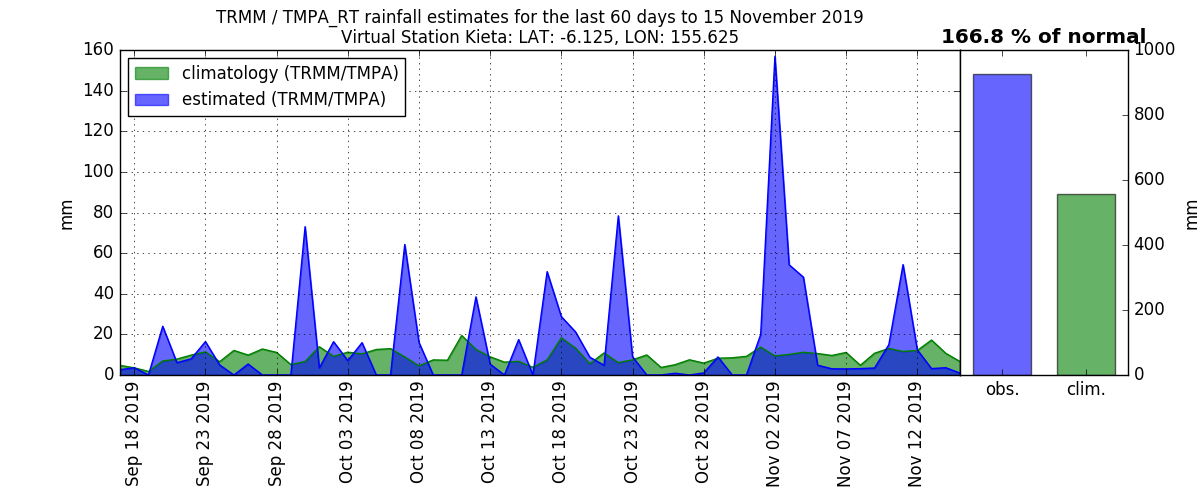 TRMM / TMPA_RT rainfall estimates for the last 60 days to 15 November 2019
Virtual Station Kieta: LAT: -6.125, LON: 155.625
166.8 % of normal
climatology (TRMM/TMPA)
estimated (TRMM/TMPA)
mm
160
140
120
100
80
60
40
20
0
Sep 18 2019
Sep 23 2019
Sep 28 2019
Oct 03 2019
Oct 08 2019
Oct 13 2019
Oct 18 2019
Oct 23 2019
Oct 28 2019
Nov 02 2019
Nov 07 2019
Nov 12 2019
obs.
clim.
1000
800
600
400
200
0
mm